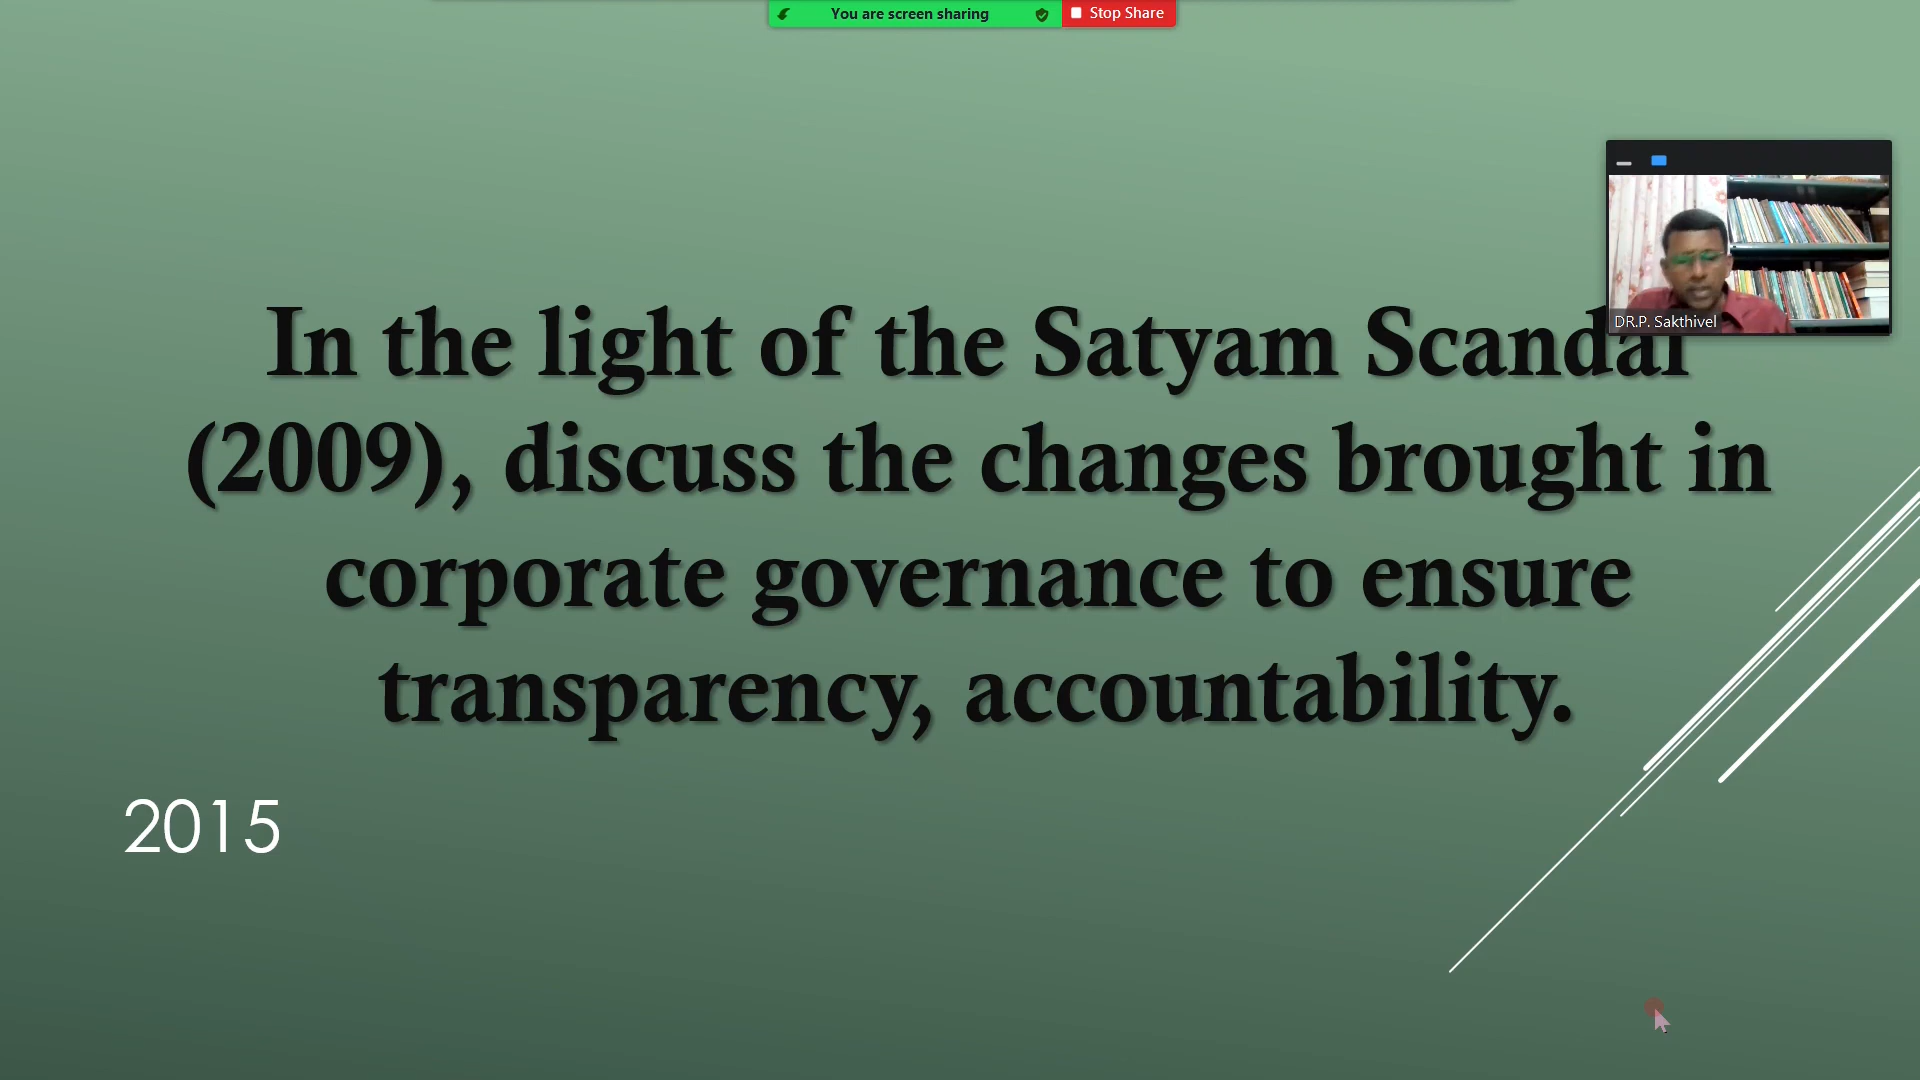 You are screen sharing
Stop Share
DR.P. Sakthivel
In the light of the Satyam Scandal
(2009), discuss the changes brought in
corporate governance to ensure
transparency, accountability.
2015